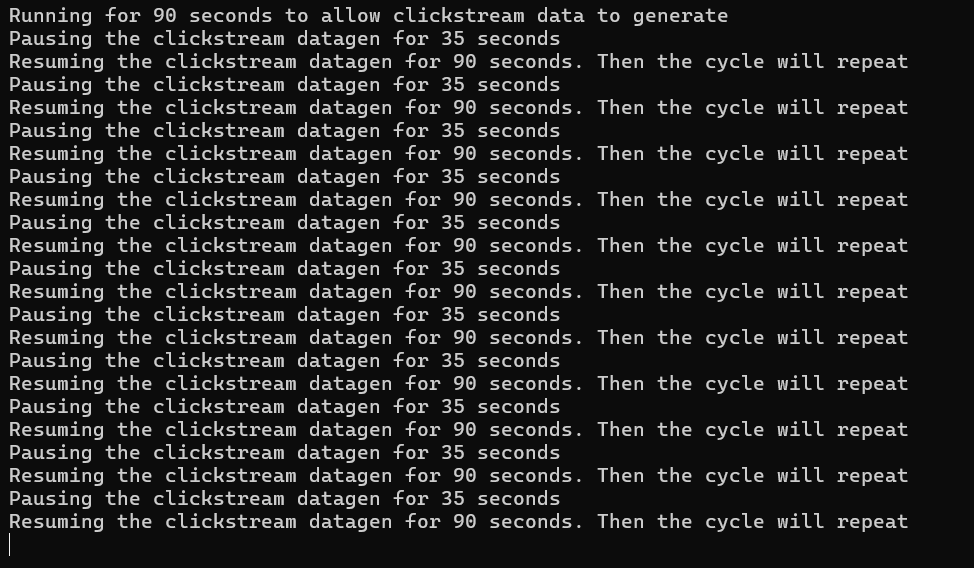 Running for 90 seconds to allow clickstream data to generate
Pausing the clickstream datagen for 35 seconds
Resuming the clickstream datagen for 90 seconds. Then the cycle will repeat
Pausing the clickstream datagen for 35 seconds
Resuming the clickstream datagen for 90 seconds. Then the cycle will repeat
Pausing the clickstream datagen for 35 seconds
Resuming the clickstream datagen for 90 seconds. Then the cycle will repeat
Pausing the clickstream datagen for 35 seconds
Resuming the clickstream datagen for 90 seconds. Then the cycle will repeat
Pausing the clickstream datagen for 35 seconds
Resuming the clickstream datagen for 90 seconds. Then the cycle will repeat
Pausing the clickstream datagen for 35 seconds
Resuming the clickstream datagen for 90 seconds. Then the cycle will repeat
Pausing the clickstream datagen for 35 seconds
Resuming the clickstream datagen for 90 seconds. Then the cycle will repeat
Pausing the clickstream datagen for 35 seconds
Resuming the clickstream datagen for 90 seconds. Then the cycle will repeat
Pausing the clickstream datagen for 35 seconds
Resuming the clickstream datagen for 90 seconds. Then the cycle will repeat
Pausing the clickstream datagen for 35 seconds
Resuming the clickstream datagen for 90 seconds. Then the cycle will repeat
Pausing the clickstream datagen for 35 seconds
Resuming the clickstream datagen for 90 seconds. Then the cycle will repeat